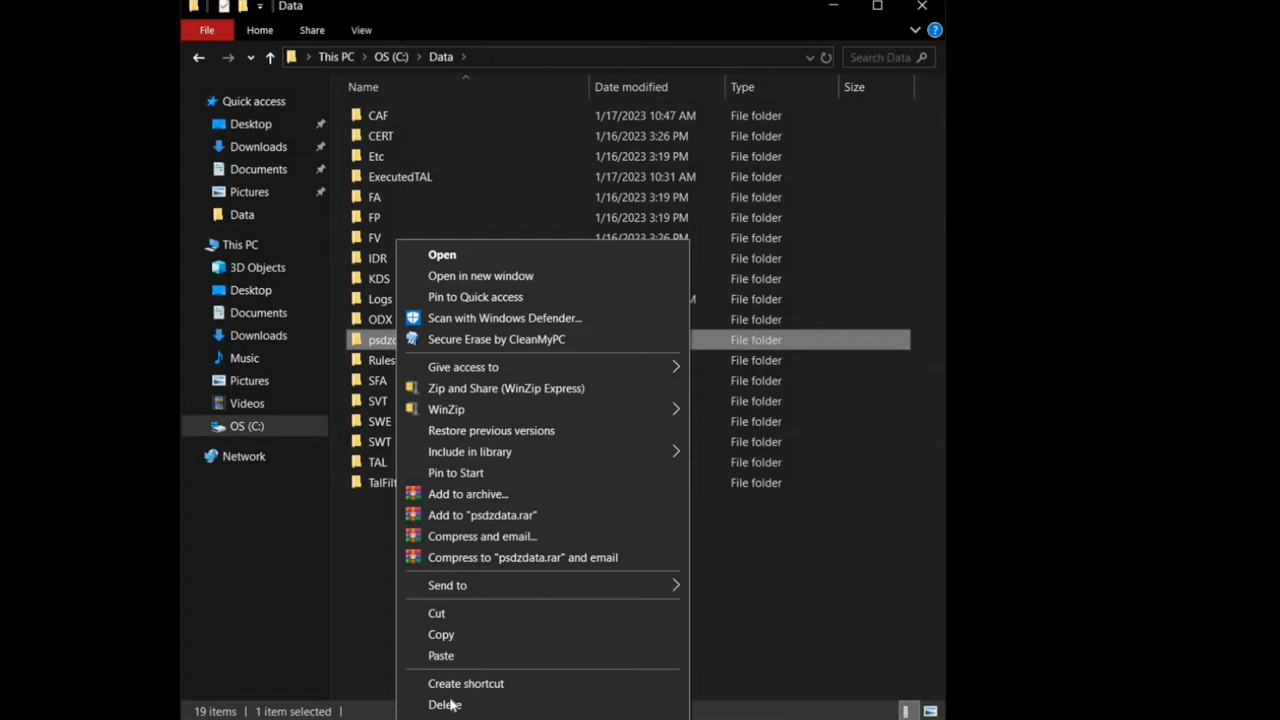 Data
File Home Share View
This PC OS (C:) Data Search Data
Name Date modified Type Size
Quick access
Desktop
Downloads
Documents
Pictures
Data
This PC
3D Objects
Desktop
Documents
Downloads
Music
Pictures
Videos
OS (C:)
Network
CAF 1/17/2023 10:47 AM File folder
CERT 1/16/2023 3:26 PM File folder
Etc 1/16/2023 3:19 PM File folder
ExecutedTAL 1/17/2023 10:31 AM File folder
FA 1/16/2023 3:19 PM File folder
FP 1/16/2023 3:19 PM File folder
FV 1/16/2023 3:26 PM File folder
IDR File folder
KDS File folder
Logs M File folder
ODX File folder
psdzd File folder
Rules File folder
SFA File folder
SVT File folder
SWE File folder
SWT File folder
TAL File folder
TalFilt File folder
Open
Open in new window
Pin to Quick access
Scan with Windows Defender...
Secure Erase by CleanMyPC
Give access to
Zip and Share (WinZip Express)
WinZip
Restore previous versions
Include in library
Pin to Start
Add to archive...
Add to "psdzdata.rar"
Compress and email...
Compress to "psdzdata.rar" and email
Send to
Cut
Copy
Paste
Create shortcut
Delete
19 items 1 item selected